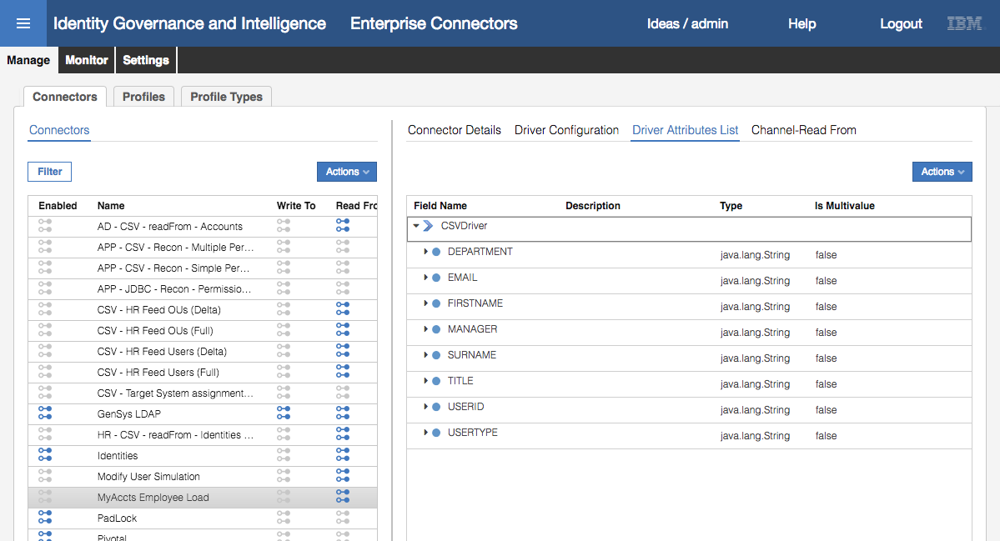 Identity Governance and Intelligence Enterprise Connectors Ideas / admin Help Logout IBM
Manage Monitor Settings
Connectors Profiles Profile Types
Connectors
Filter Actions
Enabled Name Write To Read Fro
AD - CSV - readFrom - Accounts
APP - CSV - Recon - Multiple Per...
APP - CSV - Recon - Simple Per...
APP - JDBC - Recon - Permissio...
CSV - HR Feed OUs (Delta)
CSV - HR Feed OUs (Full)
CSV - HR Feed Users (Delta)
CSV - HR Feed Users (Full)
CSV - Target System assignment...
GenSys LDAP
HR - CSV - readFrom - Identities ...
Identities
Modify User Simulation
MyAccts Employee Load
PadLock
Pivotal
Connector Details Driver Configuration Driver Attributes List Channel-Read From
Actions
Field Name Description Type Is Multivalue
CSVDriver
DEPARTMENT java.lang.String false
EMAIL java.lang.String false
FIRSTNAME java.lang.String false
MANAGER java.lang.String false
SURNAME java.lang.String false
TITLE java.lang.String false
USERID java.lang.String false
USERTYPE java.lang.String false